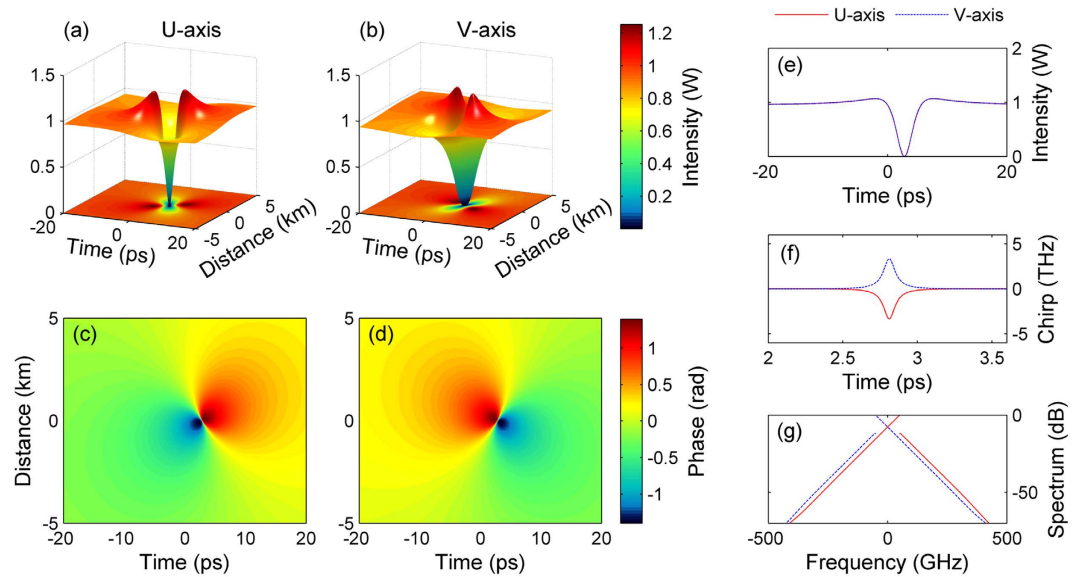 U-axis V-axis
(a) U-axis
(b) V-axis
1.5
1
0.5
0
-20
0
20
Time (ps)
-5
0
5
Distance (km)
1.5
1
0.5
0
-20
0
20
Time (ps)
-5
0
5
Distance (km)
1.2
1
0.8
0.6
0.4
0.2
Intensity (W)
(e)
2
1
0
Intensity (W)
-20 0 20
Time (ps)
(f)
5
0
-5
Chirp (THz)
2 2.5 3 3.5
Time (ps)
(c)
5
0
-5
Distance (km)
-20 -10 0 10 20
Time (ps)
(d)
-20 -10 0 10 20
Time (ps)
1
0.5
0
-0.5
-1
Phase (rad)
(g)
0
-50
Spectrum (dB)
-500 0 500
Frequency (GHz)